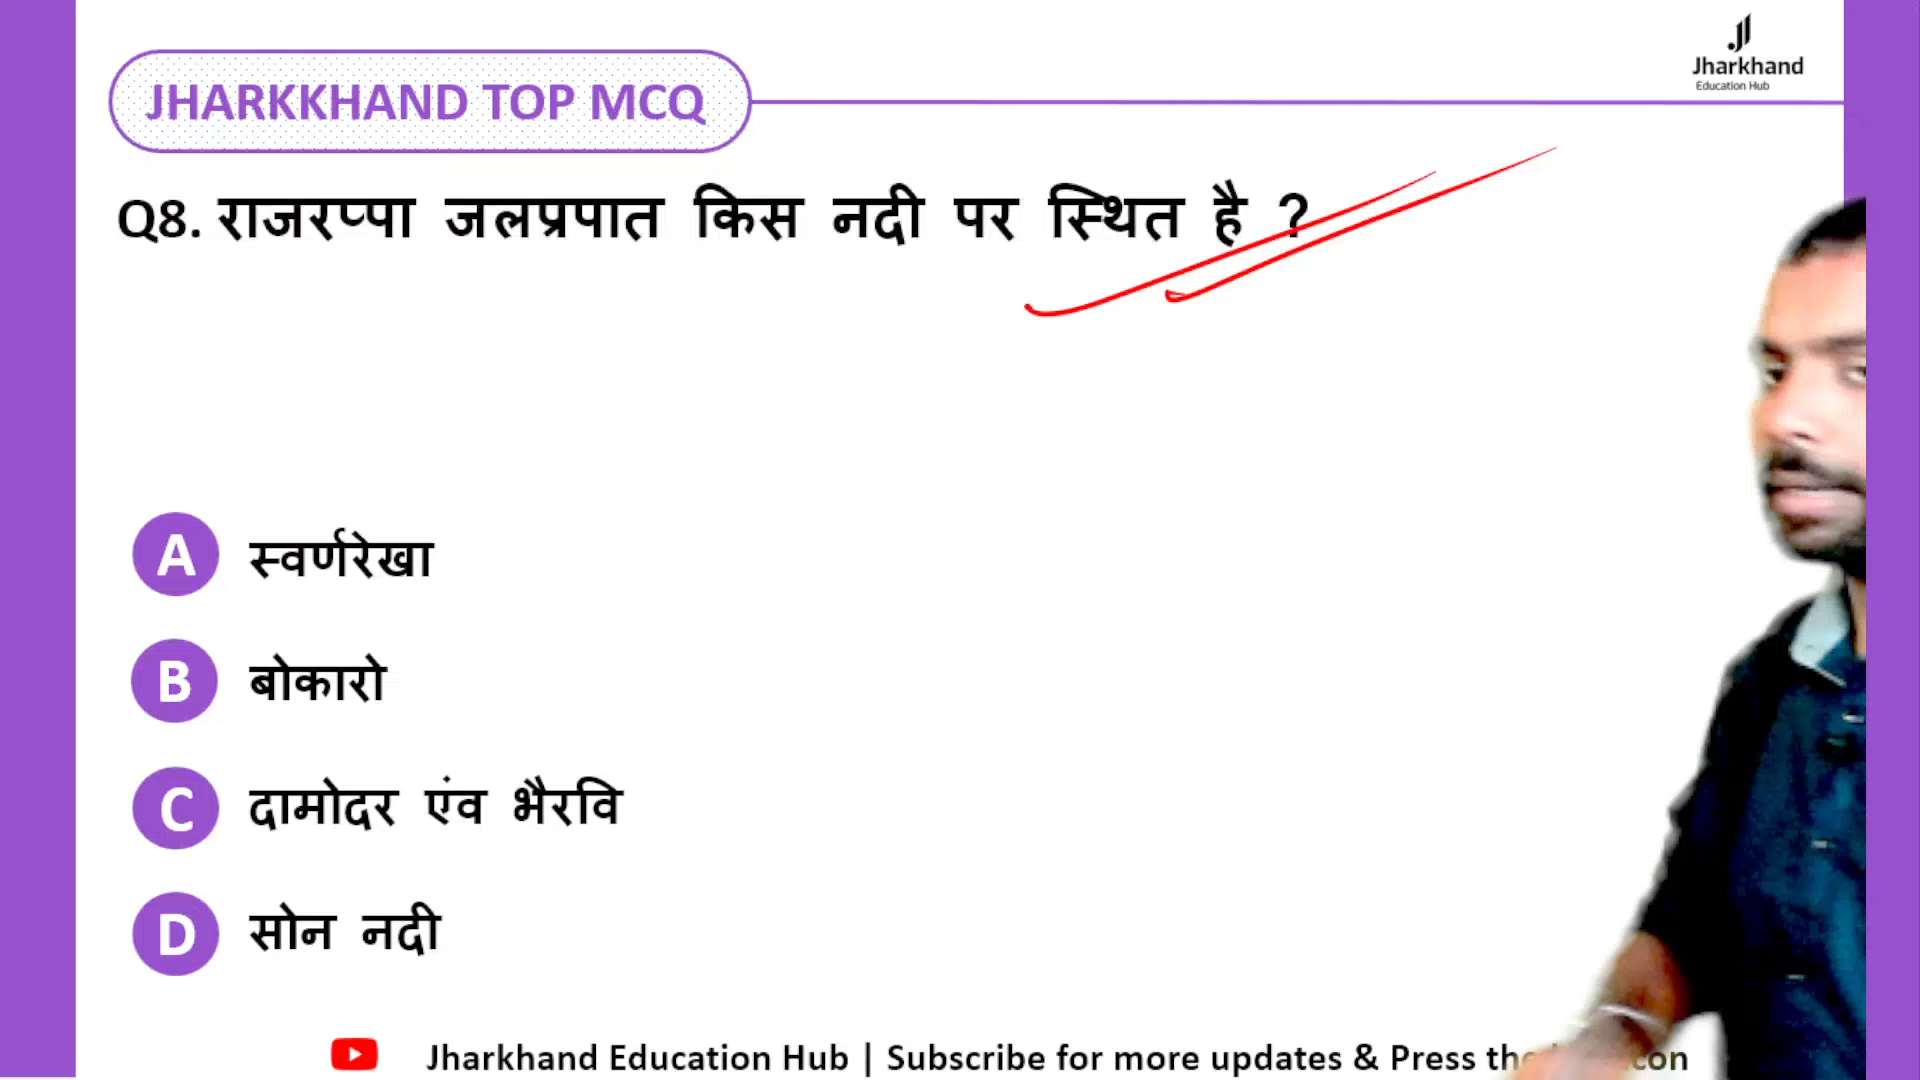 Jharkhand
Education Hub
JHARKKHAND TOP MCQ
Q8. राजरप्पा जलप्रपात किस नदी पर स्थित है ?
A स्वर्णरेखा
B बोकारो
C दामोदर एंव भैरवि
D सोन नदी
Jharkhand Education Hub | Subscribe for more updates & Press